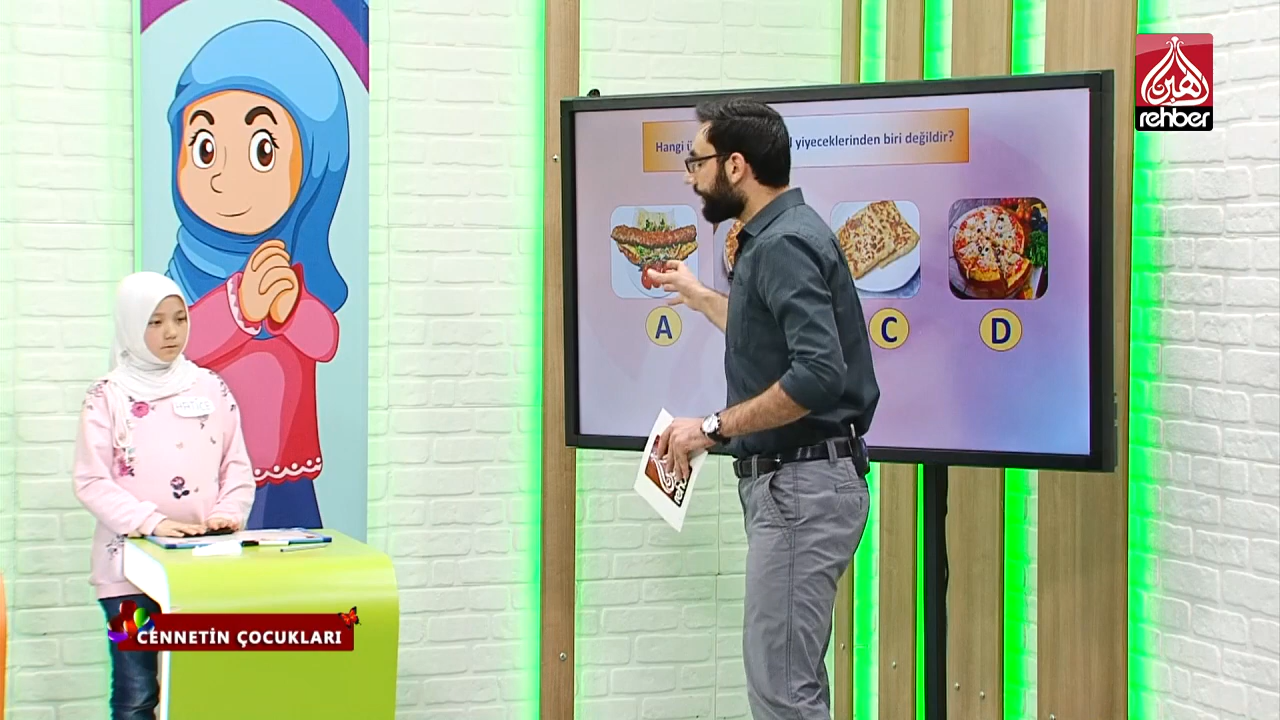 rehber
Hangi yiyeceklerinden biri değildir?
A
C
D
CENNETİN ÇOCUKLARI